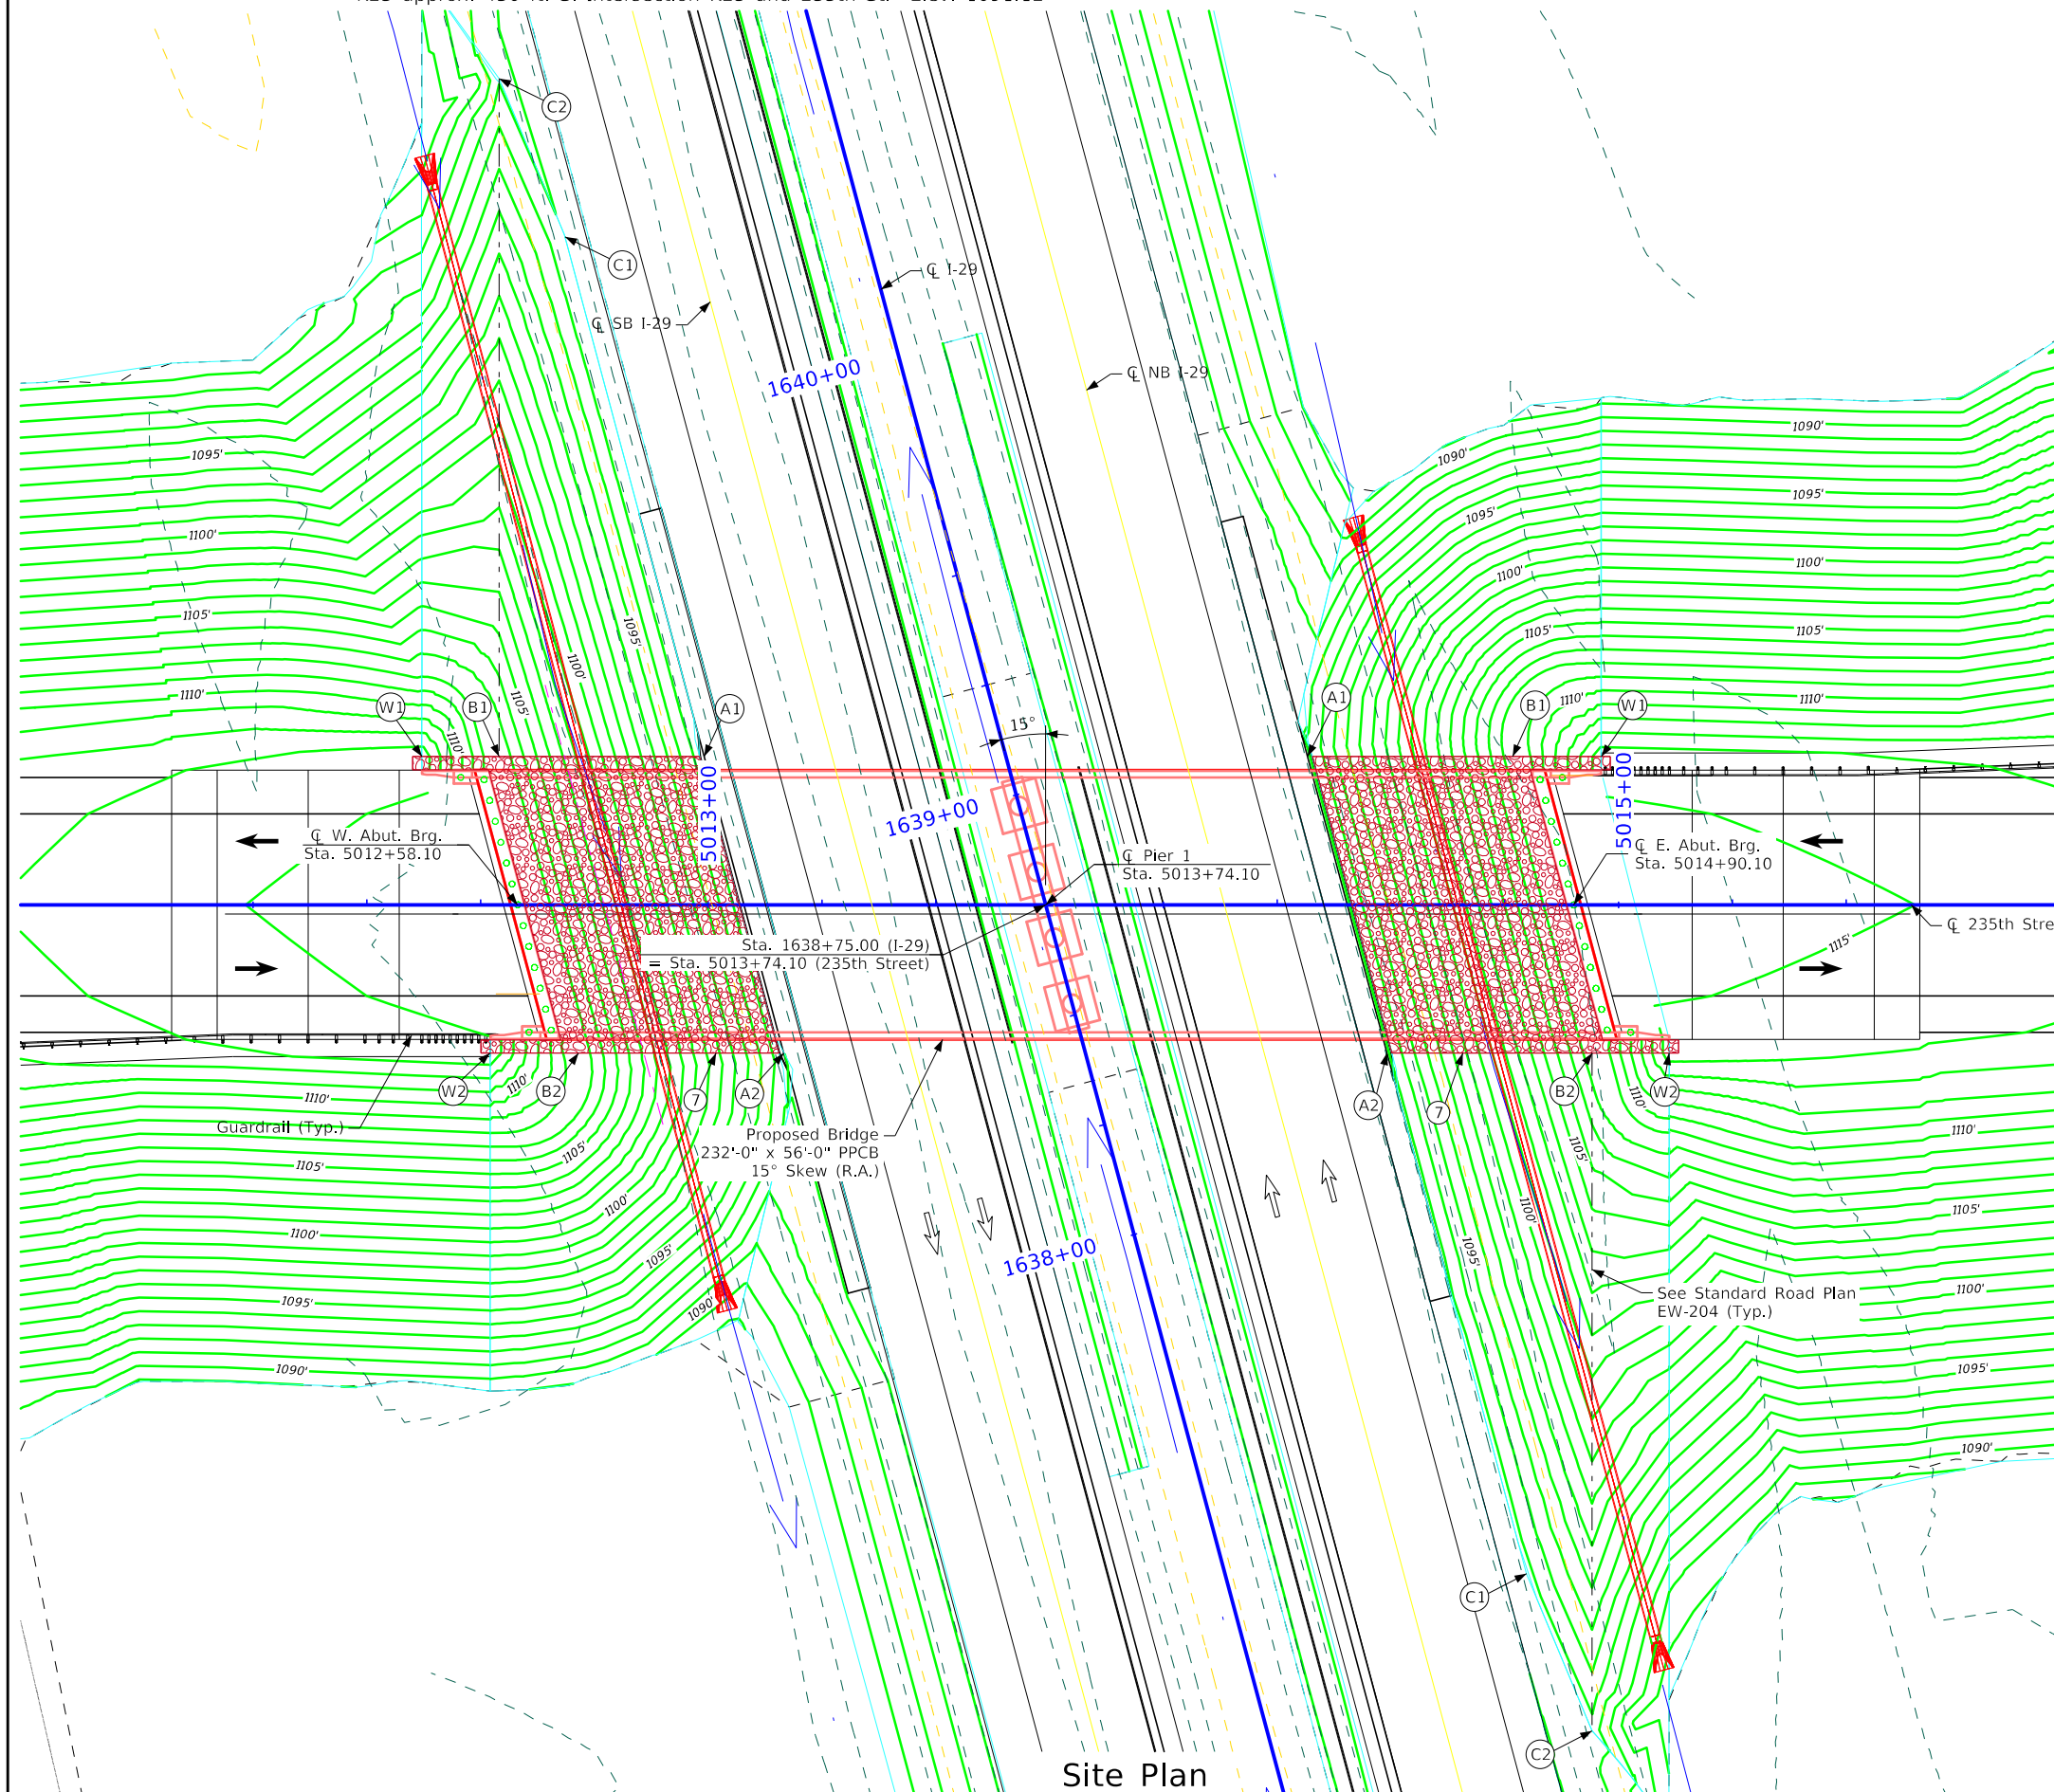 C2
C1
℄ I-29
℄ SB I-29
℄ NB I-29
1640+00
1090'
1090'
1095'
1095'
1095'
1100'
1100'
1100'
1105'
1095'
1105'
1105'
1100'
1110'
1105'
1110'
1110'
1110'
W1
B1
A1
15°
A1
B1
W1
5013+00
1639+00
5015+00
℄ W. Abut. Brg.
Sta. 5012+58.10
℄ Pier 1
Sta. 5013+74.10
℄ E. Abut. Brg.
Sta. 5014+90.10
Sta. 1638+75.00 (I-29)
= Sta. 5013+74.10 (235th Street)
℄ 235th Stre
1115'
W2
B2
7
A2
A2
7
B2
W2
1110'
1110'
1110'
1110'
Guardrail (Typ.)
Proposed Bridge
232'-0" x 56'-0" PPCB
15° Skew (R.A.)
1105'
1105'
1105'
1105'
1100'
1100'
1100'
1100'
1638+00
1095'
1095'
1095'
1095'
1090'
1090'
1090'
See Standard Road Plan
EW-204 (Typ.)
C1
C2
Site Plan